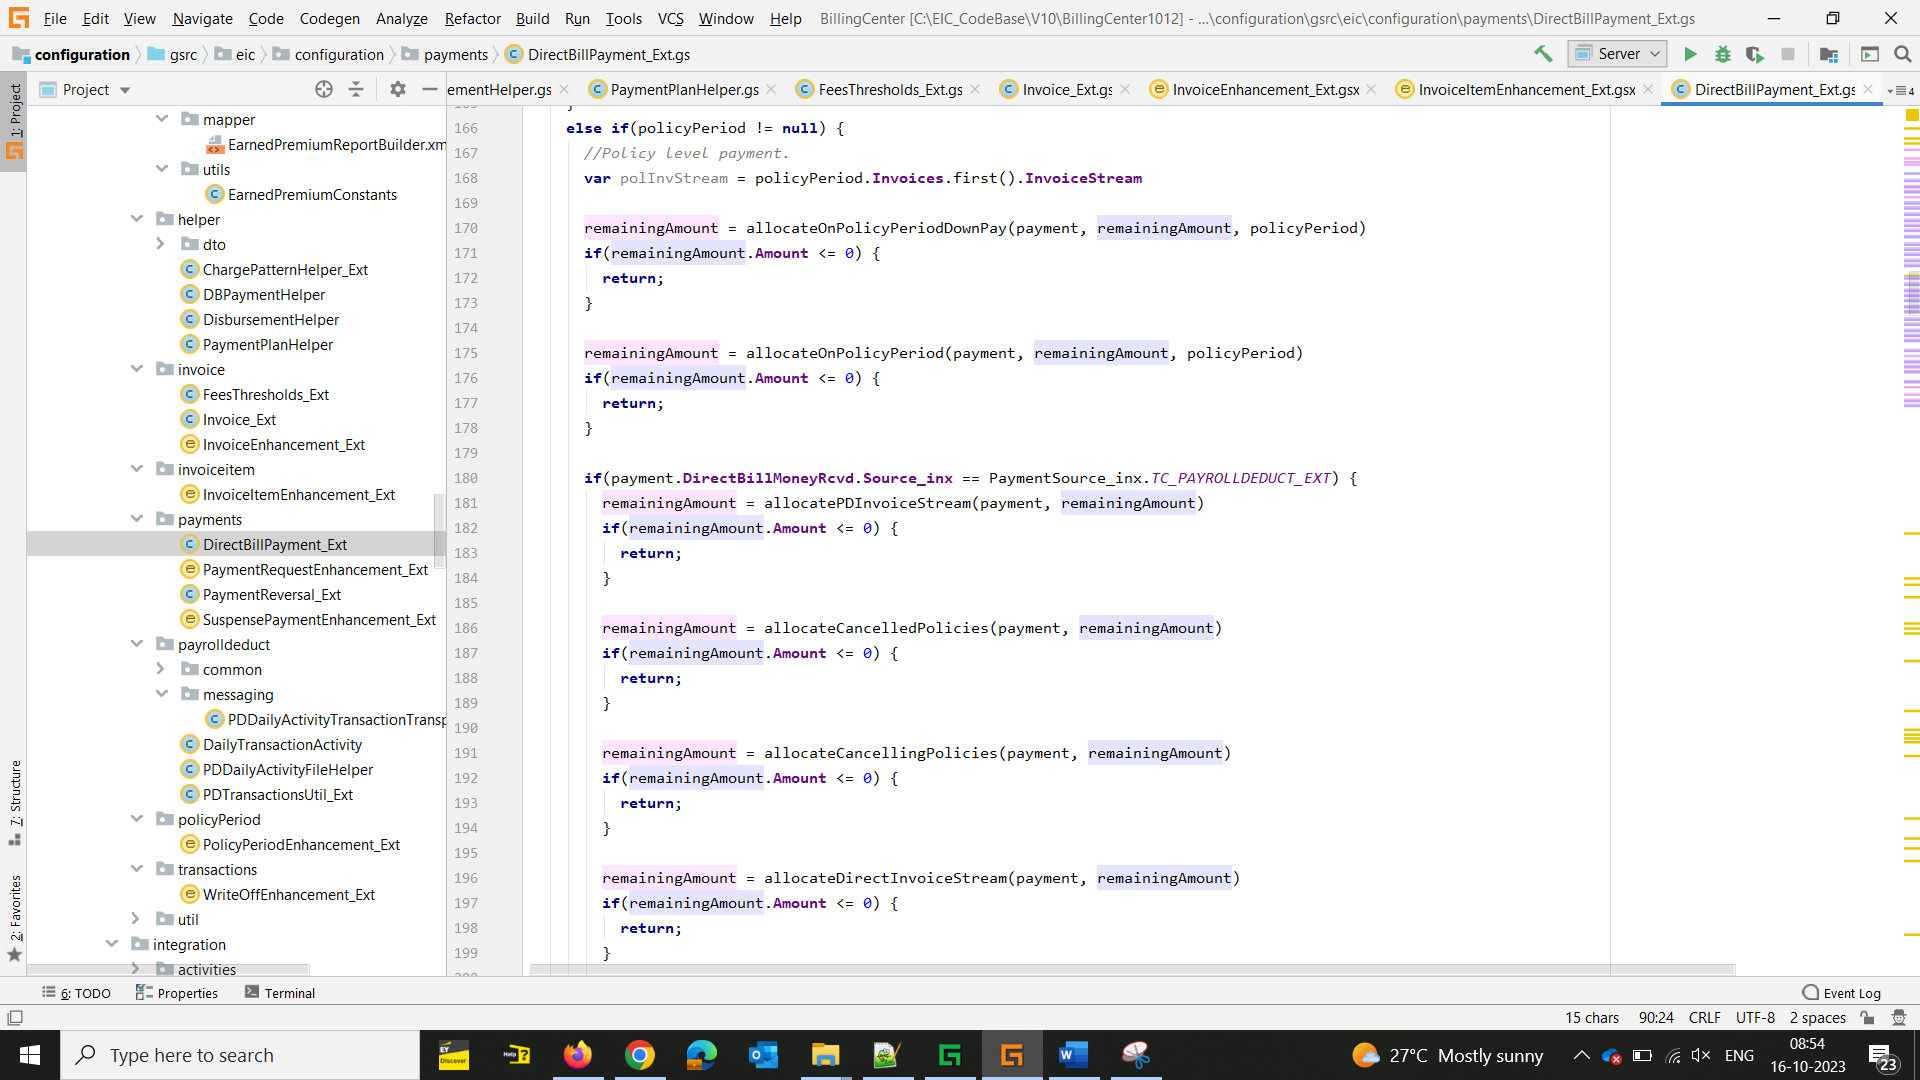 File Edit View Navigate Code Codegen Analyze Refactor Build Run Tools VCS Window Help BillingCenter [C:\EIC_CodeBase\V10\BillingCenter1012] - ...\configuration\gsrc\eic\configuration\payments\DirectBillPayment_Ext.gs
configuration gsrc eic configuration payments DirectBillPayment_Ext.gs Server
Project ementHelper.gs PaymentPlanHelper.gs FeesThresholds_Ext.gs Invoice_Ext.gs InvoiceEnhancement_Ext.gsx InvoiceItemEnhancement_Ext.gsx DirectBillPayment_Ext.gs 4
1: Project
7: Structure
2: Favorites
mapper
EarnedPremiumReportBuilder.xm
utils
EarnedPremiumConstants
helper
dto
ChargePatternHelper_Ext
DBPaymentHelper
DisbursementHelper
PaymentPlanHelper
invoice
FeesThresholds_Ext
Invoice_Ext
InvoiceEnhancement_Ext
invoiceitem
InvoiceItemEnhancement_Ext
payments
DirectBillPayment_Ext
PaymentRequestEnhancement_Ext
PaymentReversal_Ext
SuspensePaymentEnhancement_Ext
payrolldeduct
common
messaging
PDDailyActivityTransactionTransp
DailyTransactionActivity
PDDailyActivityFileHelper
PDTransactionsUtil_Ext
policyPeriod
PolicyPeriodEnhancement_Ext
transactions
WriteOffEnhancement_Ext
util
integration
activities
166 else if(policyPeriod != null) {
167 //Policy level payment.
168 var polInvStream = policyPeriod.Invoices.first().InvoiceStream
169
170 remainingAmount = allocateOnPolicyPeriodDownPay(payment, remainingAmount, policyPeriod)
171 if(remainingAmount.Amount <= 0) {
172 return;
173 }
174
175 remainingAmount = allocateOnPolicyPeriod(payment, remainingAmount, policyPeriod)
176 if(remainingAmount.Amount <= 0) {
177 return;
178 }
179
180 if(payment.DirectBillMoneyRcvd.Source_inx == PaymentSource_inx.TC_PAYROLLDEDUCT_EXT) {
181 remainingAmount = allocatePDInvoiceStream(payment, remainingAmount)
182 if(remainingAmount.Amount <= 0) {
183 return;
184 }
185
186 remainingAmount = allocateCancelledPolicies(payment, remainingAmount)
187 if(remainingAmount.Amount <= 0) {
188 return;
189 }
190
191 remainingAmount = allocateCancellingPolicies(payment, remainingAmount)
192 if(remainingAmount.Amount <= 0) {
193 return;
194 }
195
196 remainingAmount = allocateDirectInvoiceStream(payment, remainingAmount)
197 if(remainingAmount.Amount <= 0) {
198 return;
199 }
6: TODO Properties Terminal Event Log
15 chars 90:24 CRLF UTF-8 2 spaces
Type here to search EY Discover Help ? 27°C Mostly sunny ENG 08:54
16-10-2023 23